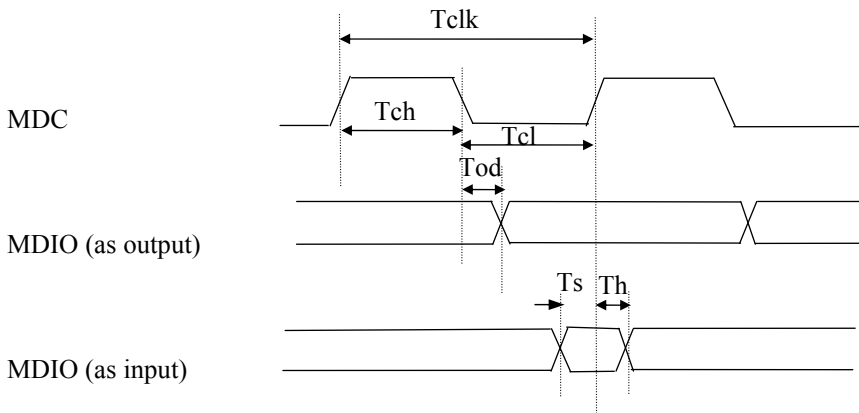 Tclk
MDC
Tch
Tcl
Tod
MDIO (as output)
Ts
Th
MDIO (as input)